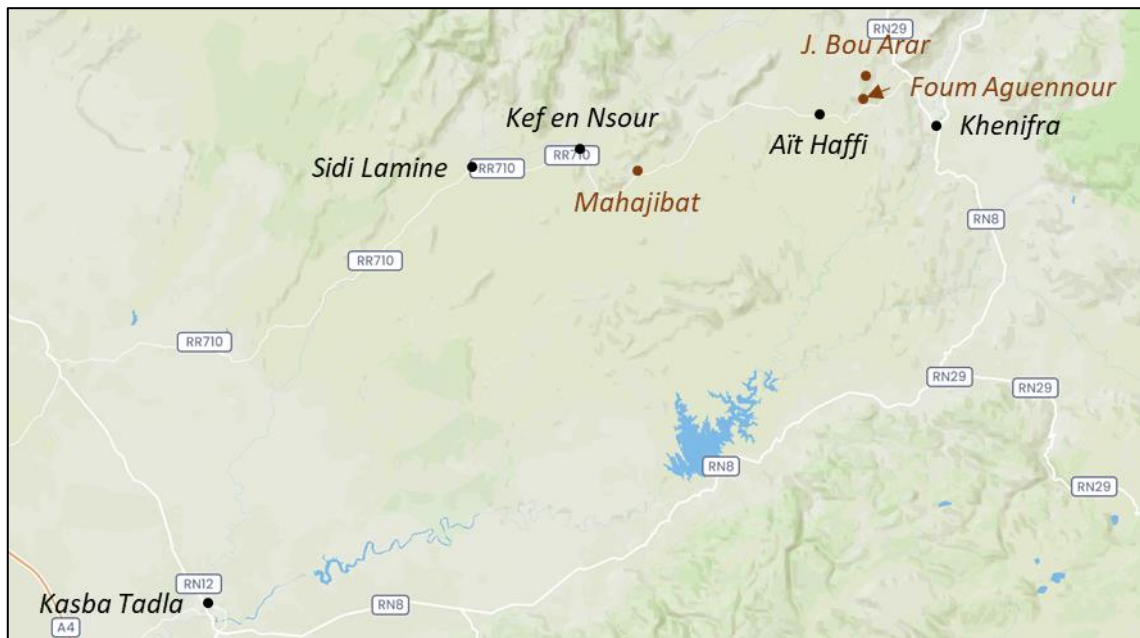 RN29
J. Bou Arar
Foum Aguennour
Kef en Nsour
Khenifra
Aït Haffi
RR710
Sidi Lamine
RR710
Mahajibat
RN8
RR710
RR710
RN29
RN29
RN8
RN29
RN12
Kasba Tadla
RN8
A4